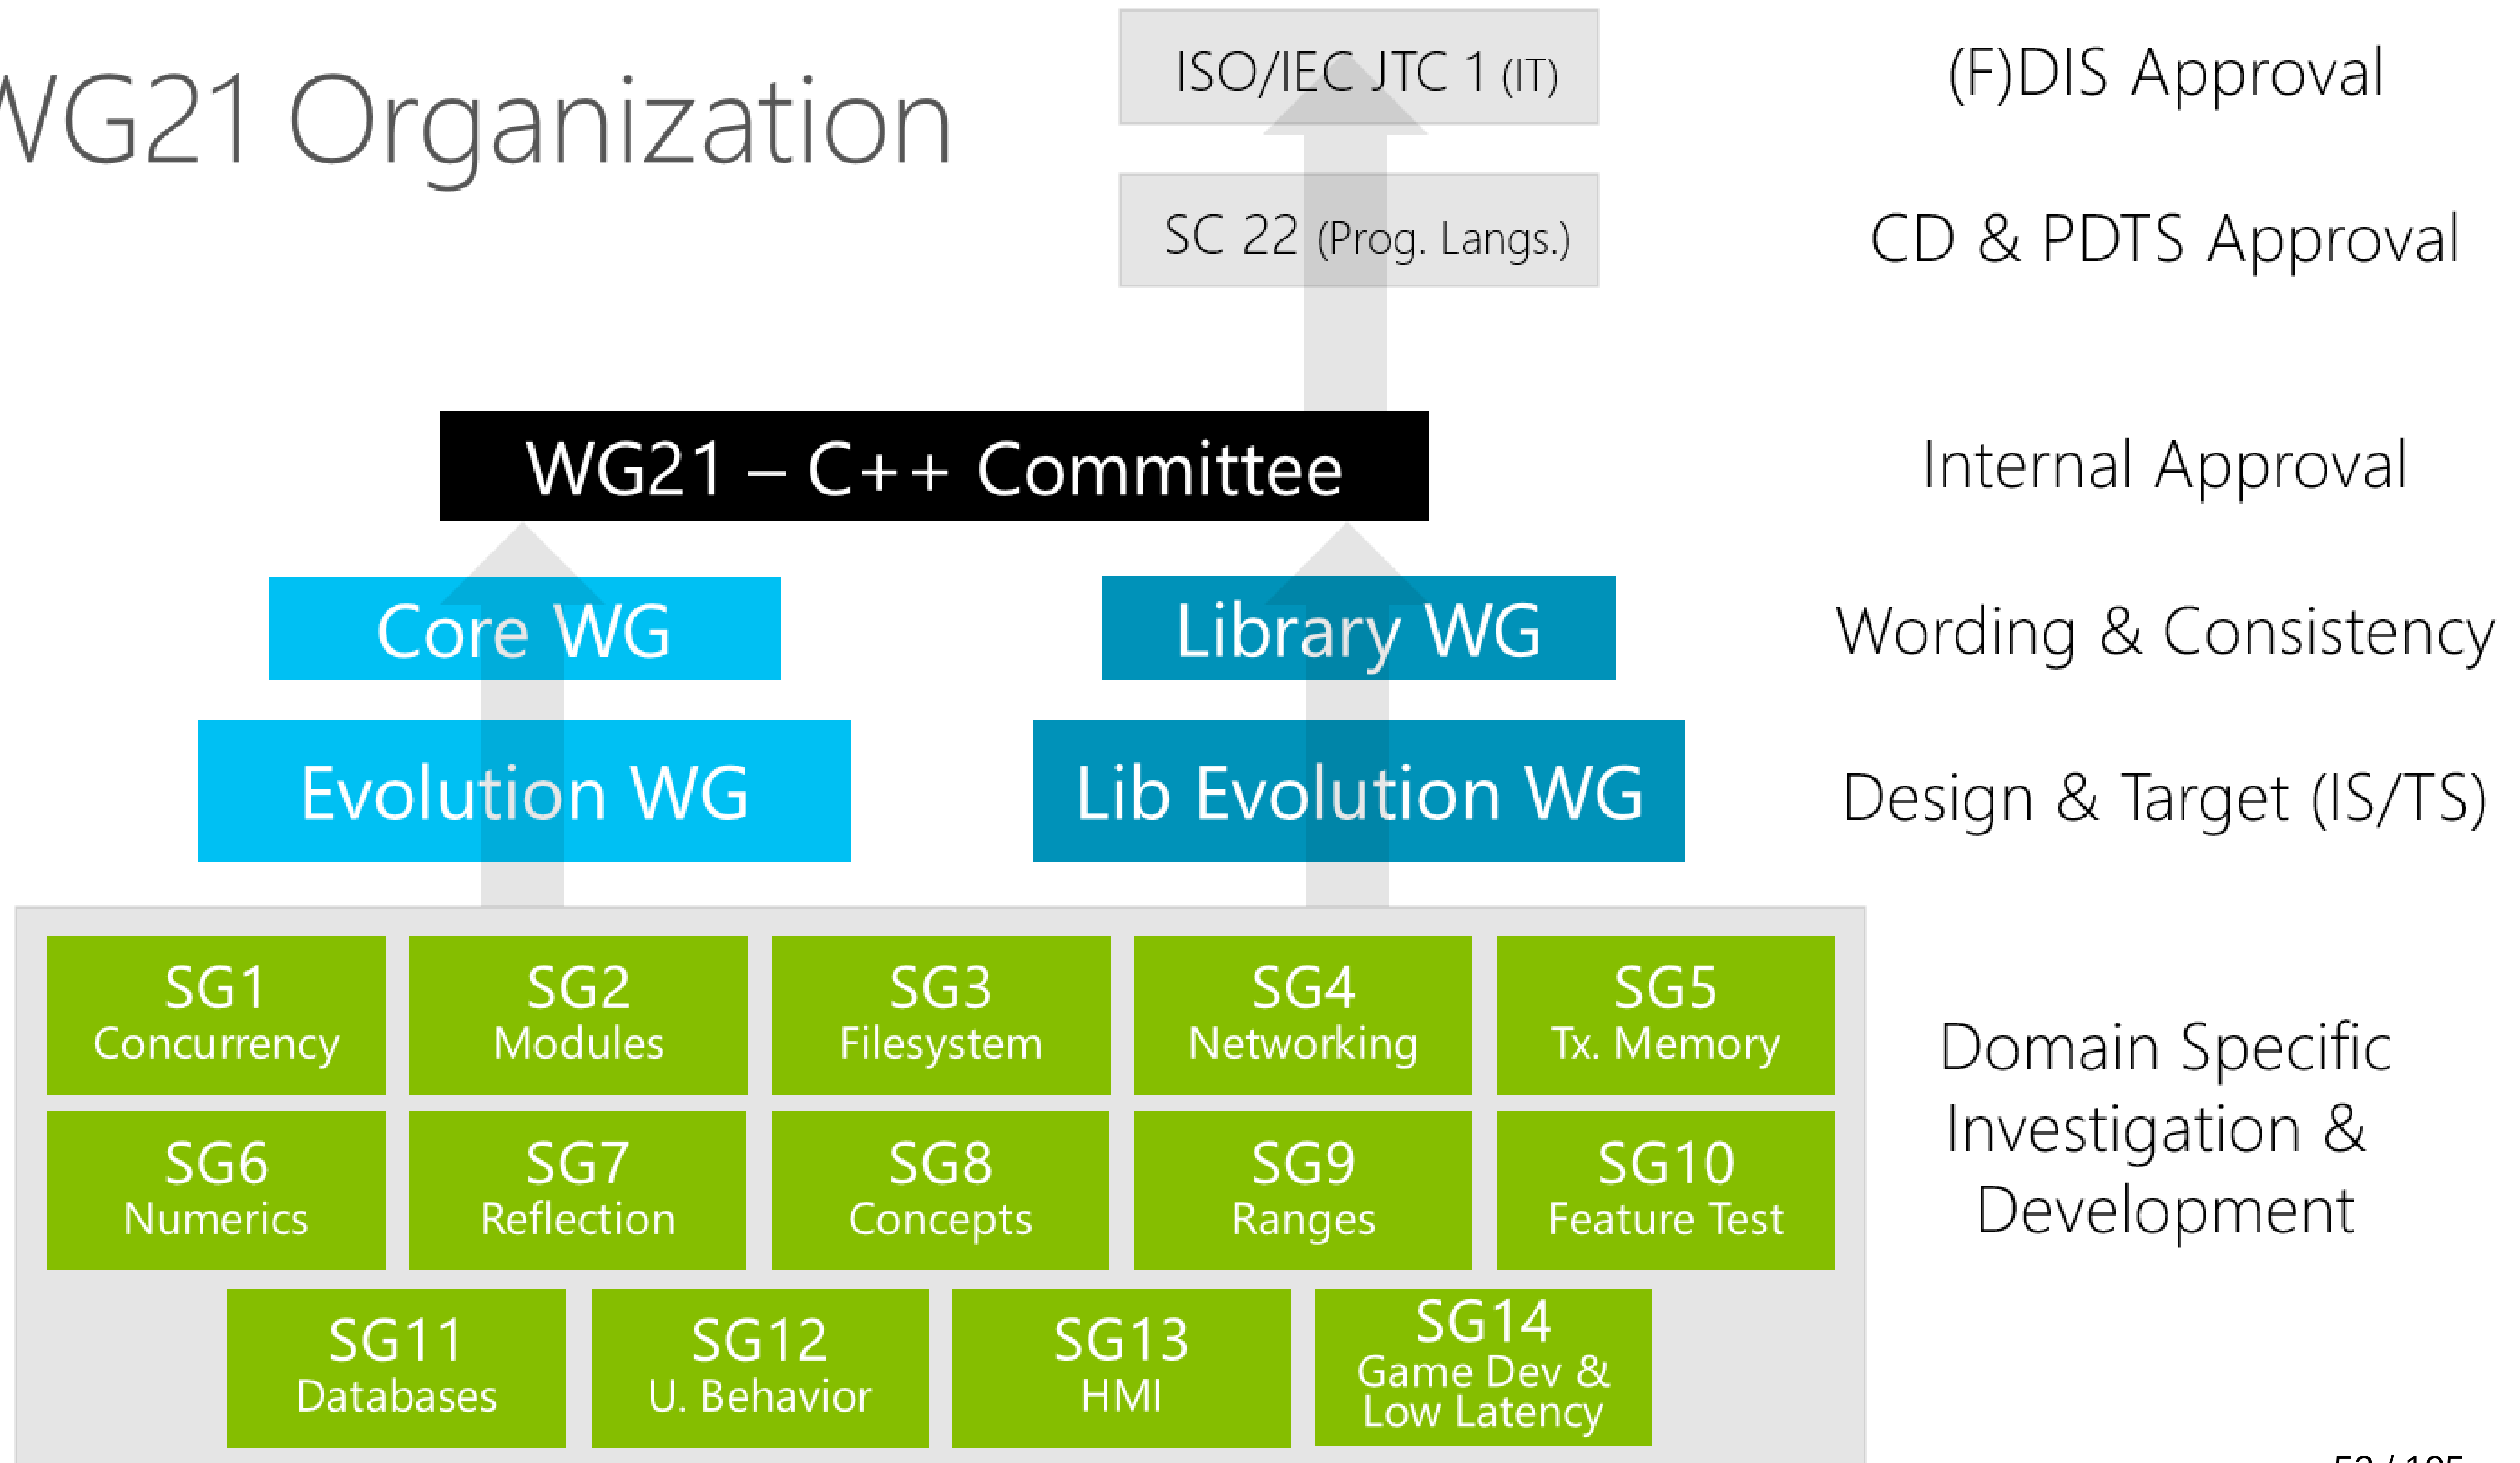 WG21 Organization
ISO/IEC JTC 1 (IT)
(F)DIS Approval
SC 22 (Prog. Langs.)
CD & PDTS Approval
WG21 – C++ Committee
Internal Approval
Core WG
Library WG
Wording & Consistency
Evolution WG
Lib Evolution WG
Design & Target (IS/TS)
SG1
Concurrency
SG2
Modules
SG3
Filesystem
SG4
Networking
SG5
Tx. Memory
SG6
Numerics
SG7
Reflection
SG8
Concepts
SG9
Ranges
SG10
Feature Test
Domain Specific
Investigation &
Development
SG11
Databases
SG12
U. Behavior
SG13
HMI
SG14
Game Dev &
Low Latency